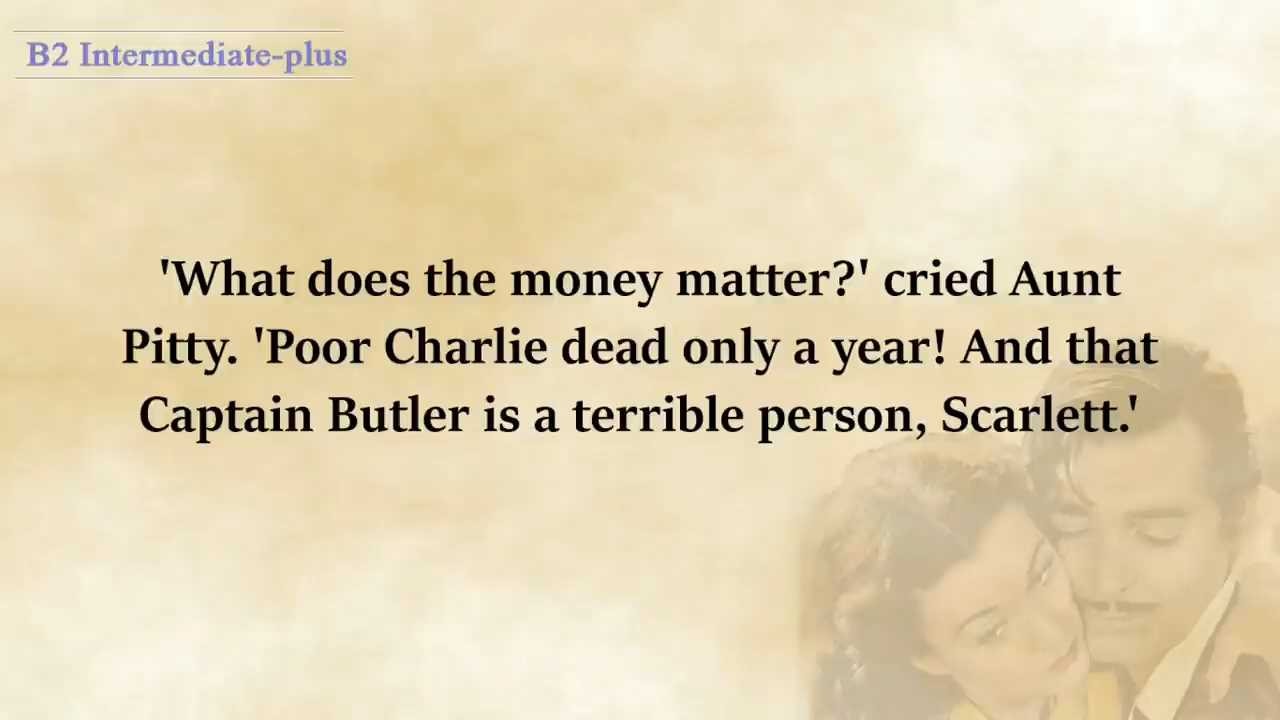 B2 Intermediate-plus
'What does the money matter?' cried Aunt
Pitty. 'Poor Charlie dead only a year! And that
Captain Butler is a terrible person, Scarlett.'